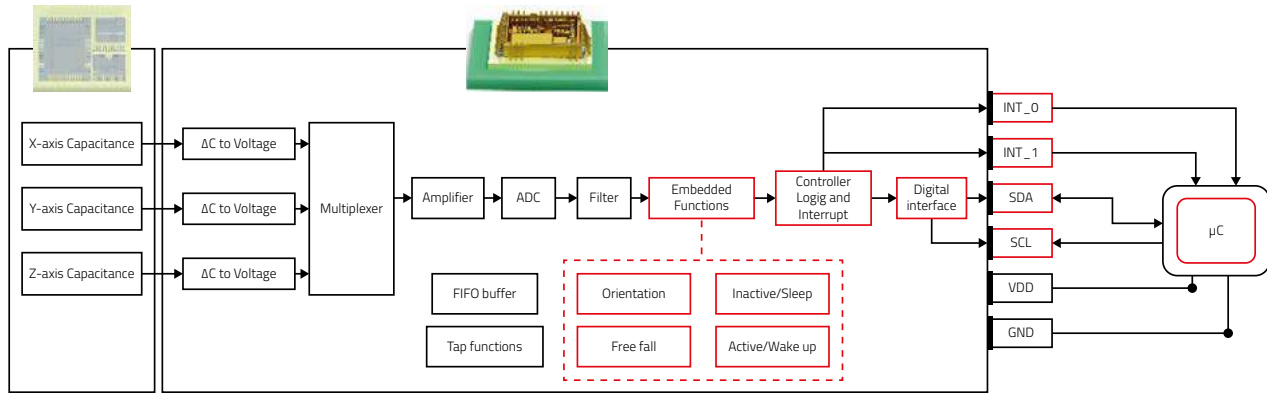 X-axis Capacitance
ΔC to Voltage
Y-axis Capacitance
ΔC to Voltage
Z-axis Capacitance
ΔC to Voltage
Multiplexer
Amplifier
ADC
Filter
Embedded
Functions
Controller
Logig and
Interrupt
Digital
interface
INT_0
INT_1
SDA
SCL
VDD
GND
μC
FIFO buffer
Tap functions
Orientation
Inactive/Sleep
Free fall
Active/Wake up